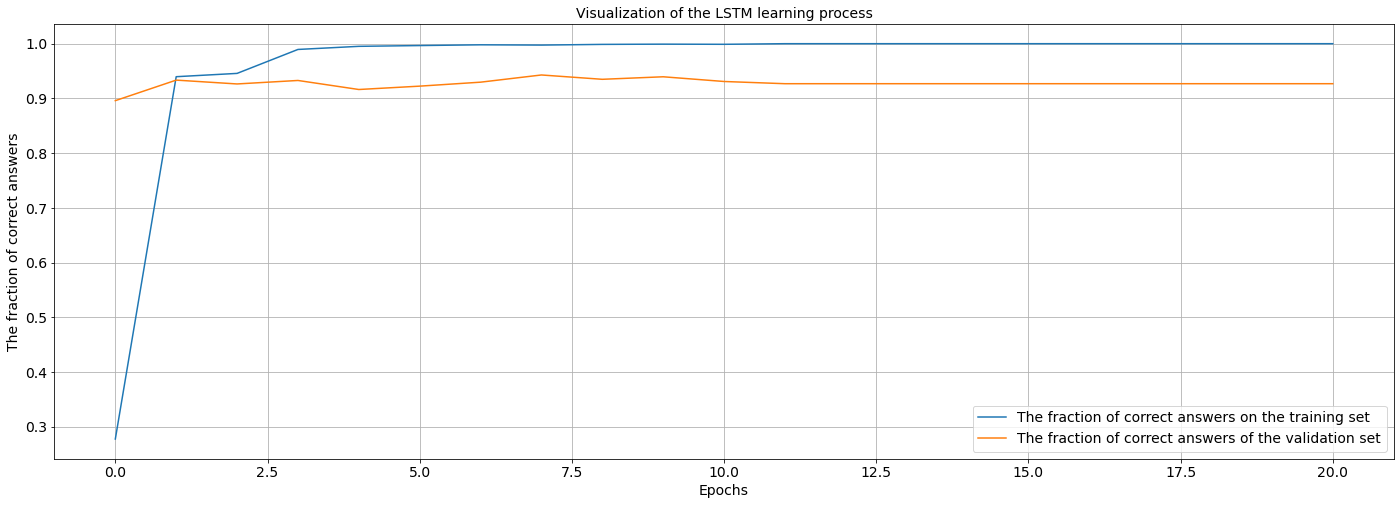 Visualization of the LSTM learning process
The fraction of correct answers
1.0
0.9
0.8
0.7
0.6
0.5
0.4
0.3
The fraction of correct answers on the training set
The fraction of correct answers of the validation set
0.0 2.5 5.0 7.5 10.0 12.5 15.0 17.5 20.0
Epochs